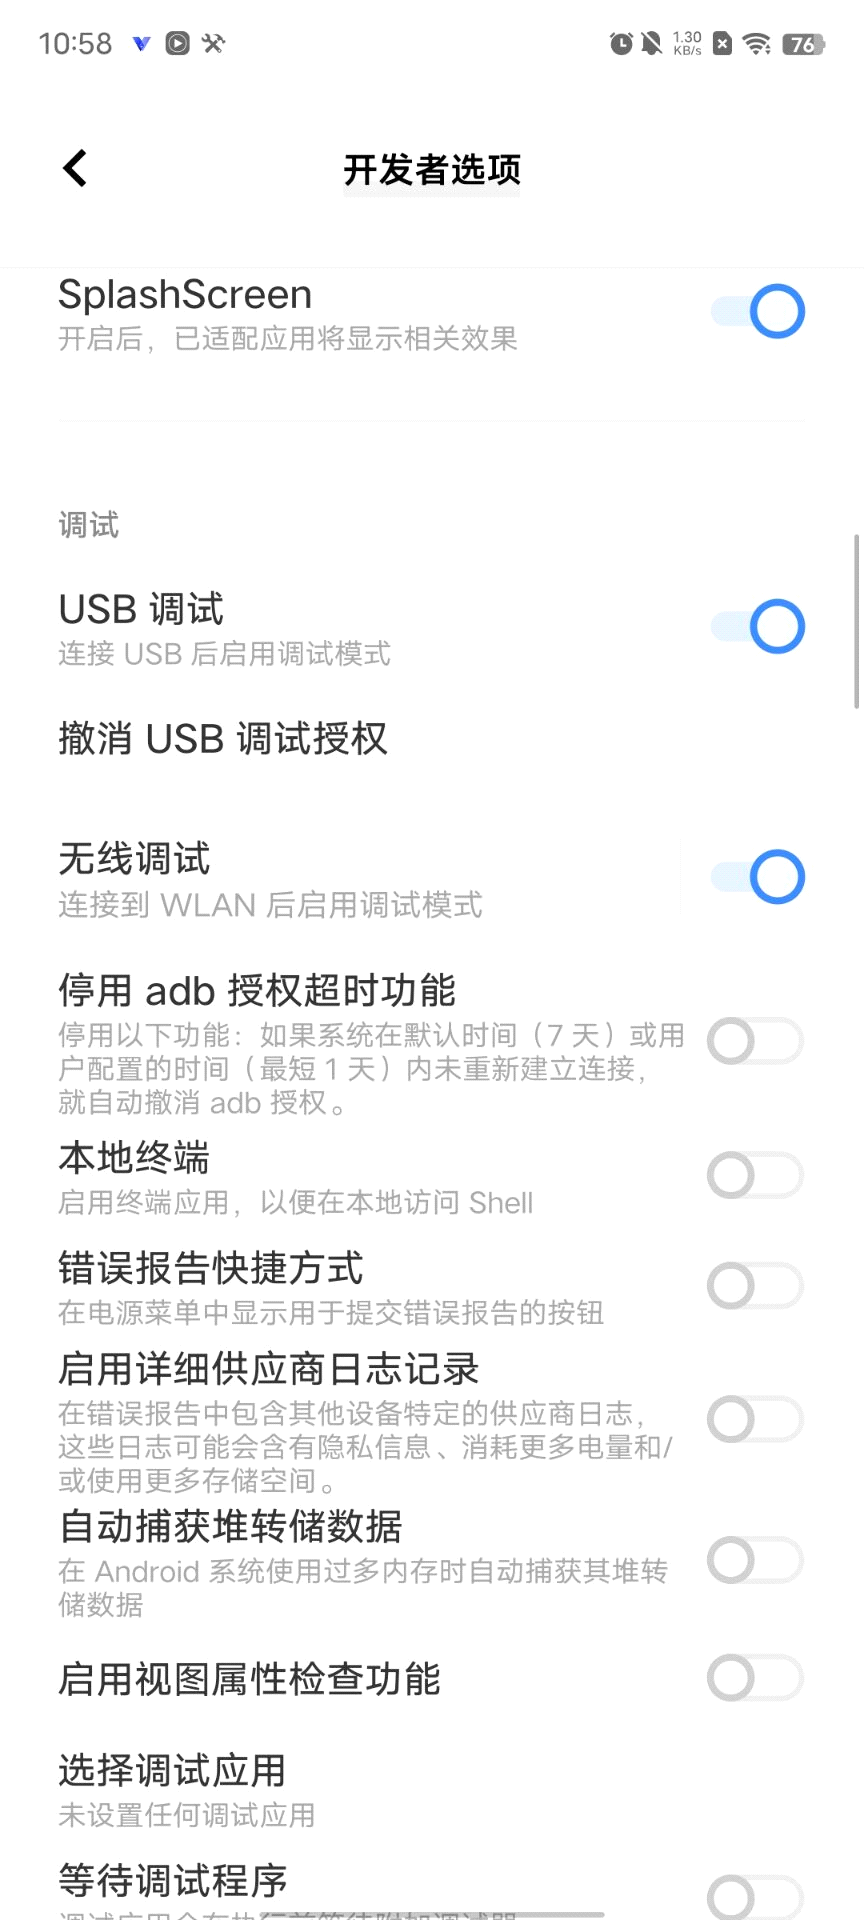 10:58
1.30
KB/s
76
开发者选项
SplashScreen
开启后，已适配应用将显示相关效果
调试
USB 调试
连接 USB 后启用调试模式
撤消 USB 调试授权
无线调试
连接到 WLAN 后启用调试模式
停用 adb 授权超时功能
停用以下功能：如果系统在默认时间（7 天）或用
户配置的时间（最短 1 天）内未重新建立连接，
就自动撤消 adb 授权。
本地终端
启用终端应用，以便在本地访问 Shell
错误报告快捷方式
在电源菜单中显示用于提交错误报告的按钮
启用详细供应商日志记录
在错误报告中包含其他设备特定的供应商日志，
这些日志可能会含有隐私信息、消耗更多电量和/
或使用更多存储空间。
自动捕获堆转储数据
在 Android 系统使用过多内存时自动捕获其堆转
储数据
启用视图属性检查功能
选择调试应用
未设置任何调试应用
等待调试程序